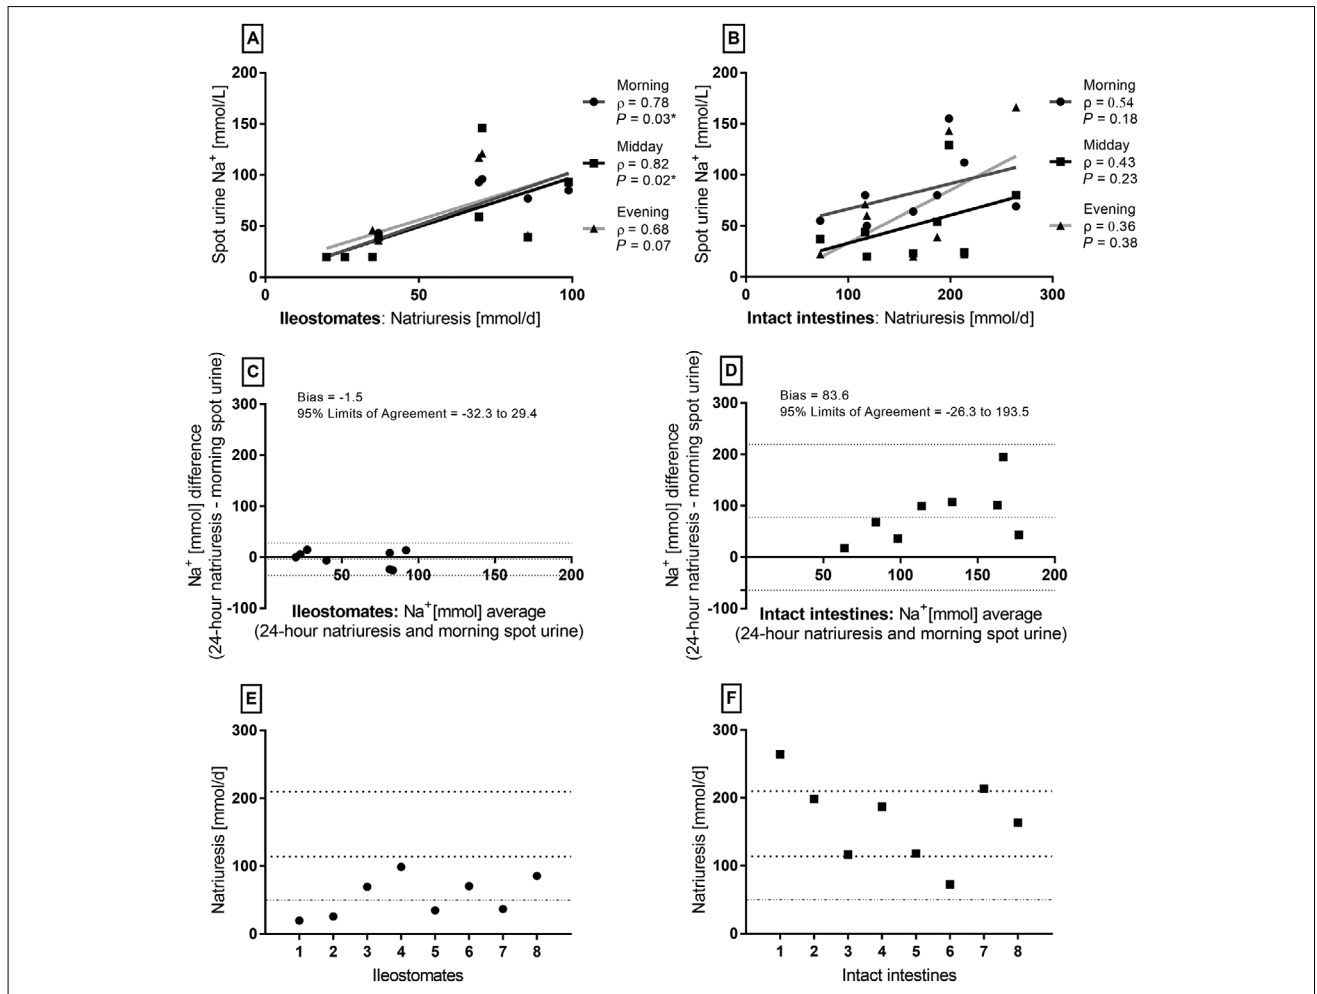 A
Spot urine Na+ [mmol/L]
200
150
100
50
0
0
50
100
Ileostomates: Natriuresis [mmol/d]
Morning
ρ = 0.78
P = 0.03*
Midday
ρ = 0.82
P = 0.02*
Evening
ρ = 0.68
P = 0.07
B
Spot urine Na+ [mmol/L]
200
150
100
50
0
0
100
200
300
Intact intestines: Natriuresis [mmol/d]
Morning
ρ = 0.54
P = 0.18
Midday
ρ = 0.43
P = 0.23
Evening
ρ = 0.36
P = 0.38
C
Na+ [mmol] difference
(24-hour natriuresis - morning spot urine)
Bias = -1.5
95% Limits of Agreement = -32.3 to 29.4
300
200
100
0
-100
50
100
150
200
Ileostomates: Na+[mmol] average
(24-hour natriuresis and morning spot urine)
D
Na+ [mmol] difference
(24-hour natriuresis - morning spot urine)
Bias = 83.6
95% Limits of Agreement = -26.3 to 193.5
300
200
100
0
-100
50
100
150
200
Intact intestines: Na+[mmol] average
(24-hour natriuresis and morning spot urine)
E
Natriuresis [mmol/d]
300
200
100
0
1 2 3 4 5 6 7 8
Ileostomates
F
Natriuresis [mmol/d]
300
200
100
0
1 2 3 4 5 6 7 8
Intact intestines